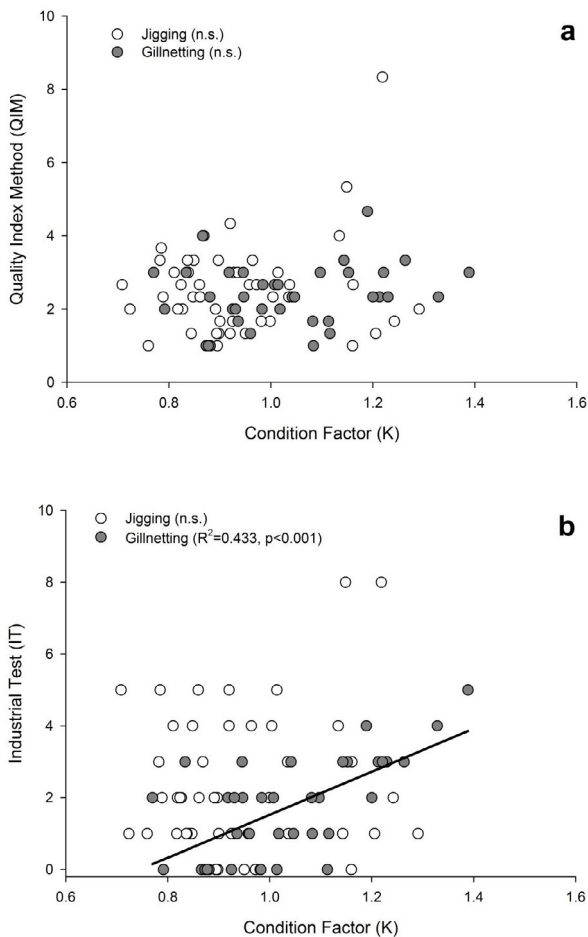 a
Jigging (n.s.)
Gillnetting (n.s.)
Quality Index Method (QIM)
10
8
6
4
2
0
0.6 0.8 1.0 1.2 1.4 1.6
Condition Factor (K)
b
Jigging (n.s.)
Gillnetting (R²=0.433, p<0.001)
Industrial Test (IT)
10
8
6
4
2
0
0.6 0.8 1.0 1.2 1.4 1.6
Condition Factor (K)